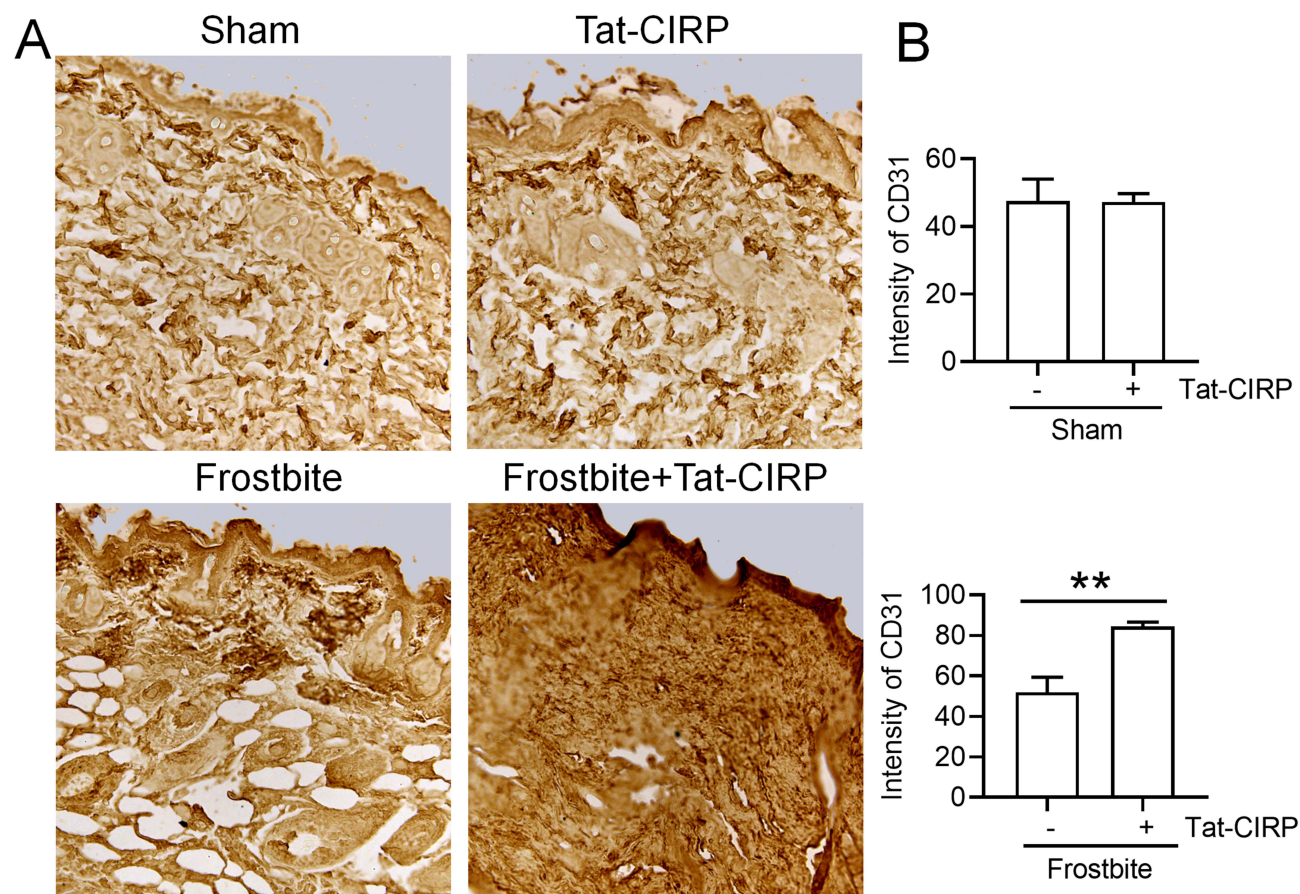 A
Sham
Tat-CIRP
Frostbite
Frostbite+Tat-CIRP
B
Intensity of CD31
60
40
20
0
- + Tat-CIRP
Sham
**
Intensity of CD31
100
80
60
40
20
0
- + Tat-CIRP
Frostbite